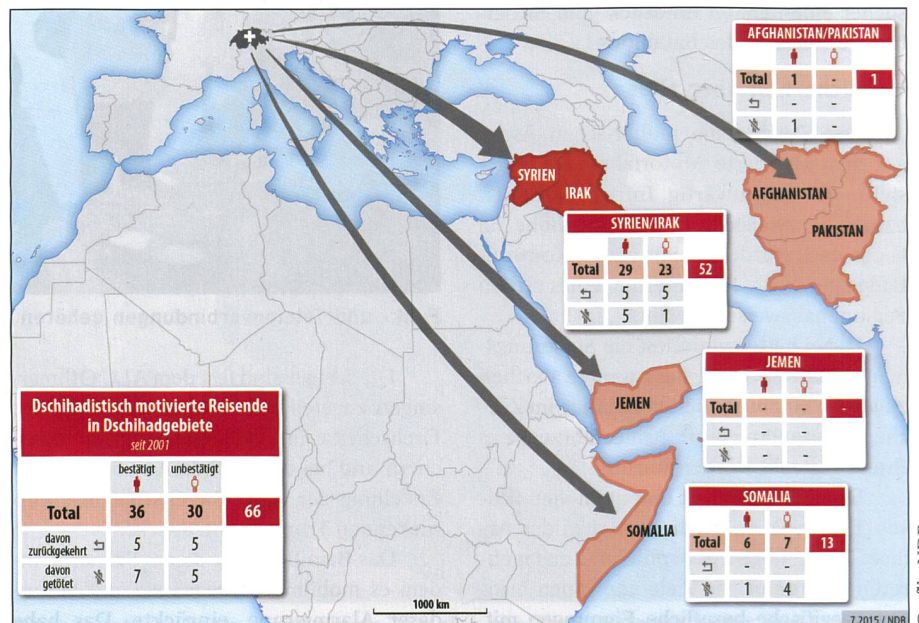 AFGHANISTAN/PAKISTAN
Total 1 - 1
- -
1 -
SYRIEN
IRAK
AFGHANISTAN
PAKISTAN
SYRIEN/IRAK
Total 29 23 52
5 5
5 1
JEMEN
JEMEN
Total - - -
- -
- -
Dschihadistisch motivierte Reisende
in Dschihadgebiete
seit 2001
bestätigt unbestätigt
Total 36 30 66
davon
zurückgekehrt 5 5
davon
getötet 7 5
SOMALIA
SOMALIA
Total 6 7 13
- -
1 4
1000 km
7.2015 / NDB